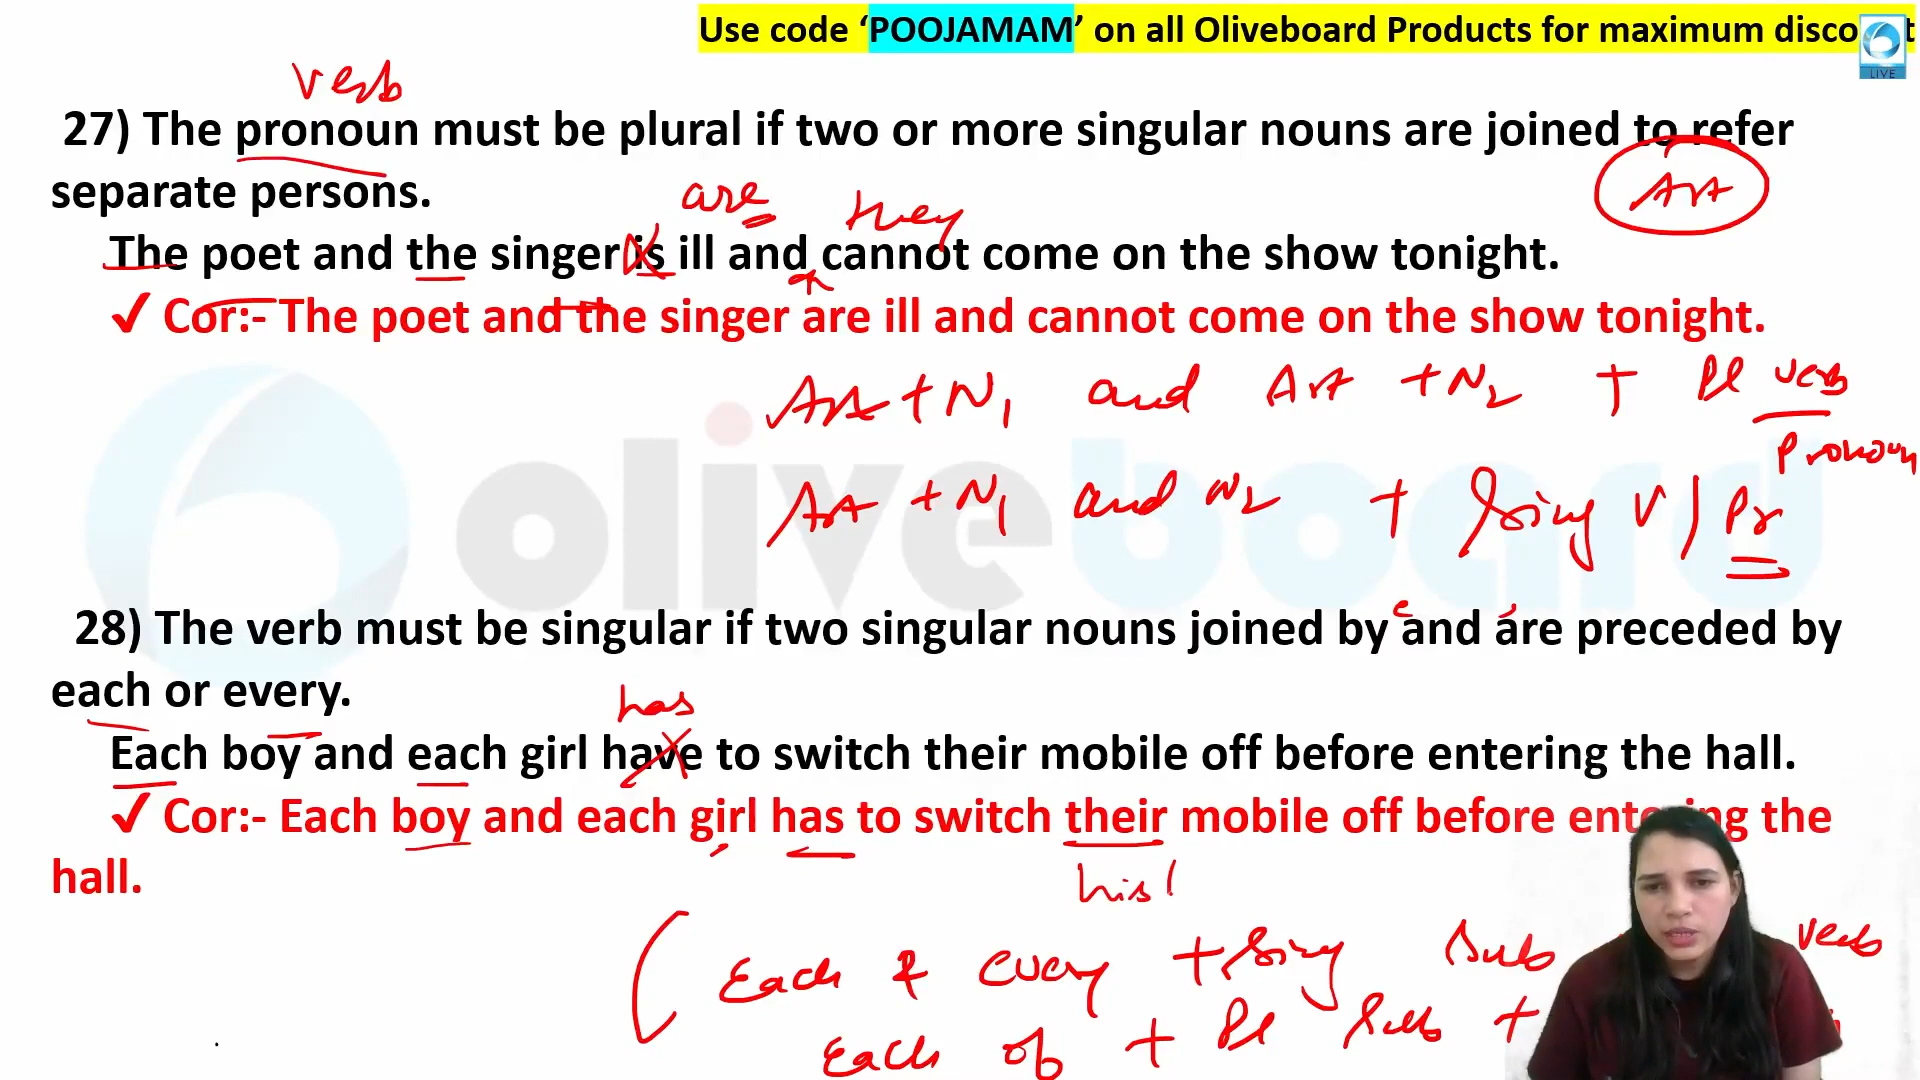 Use code ‘POOJAMAM’ on all Oliveboard Products for maximum disco t
LIVE
verb
27) The pronoun must be plural if two or more singular nouns are joined to refer
separate persons.
Art
are they
The poet and the singer is ill and cannot come on the show tonight.
✓ Cor:- The poet and the singer are ill and cannot come on the show tonight.
Art + N1 and Art + N2 + Pl verb
Pronoun
Art + N1 and N2 + Sing V / Pr
oliveboard
28) The verb must be singular if two singular nouns joined by and are preceded by
each or every.
has
Each boy and each girl have to switch their mobile off before entering the hall.
✓ Cor:- Each boy and each girl has to switch their mobile off before entering the
hall.
his
Each & every + Sing Sub verb
Each of + Pl Sub +